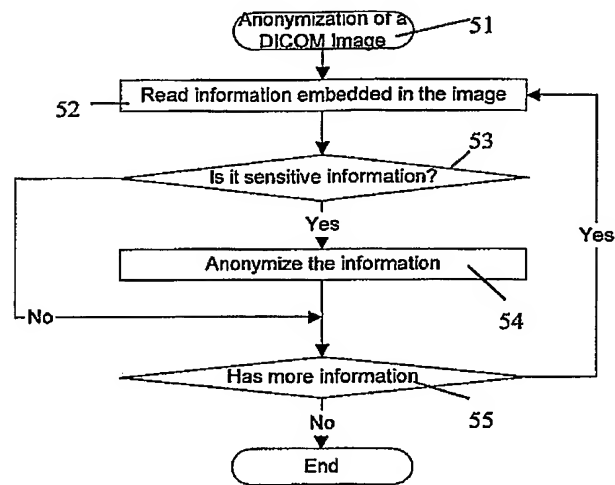 Anonymization of a
DICOM Image
51
Read information embedded in the image
52
53
Is it sensitive information?
Yes
Anonymize the information
Yes
54
No
Has more information
55
No
End